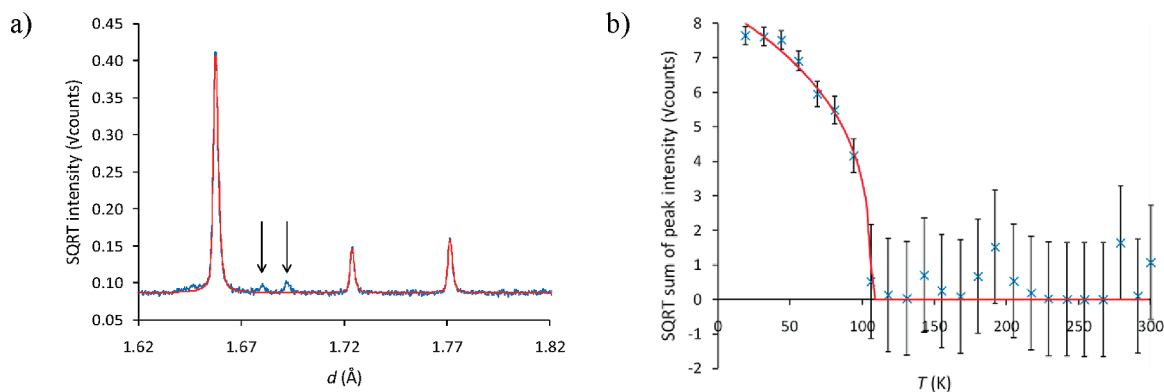 a)
SQRT intensity (√counts)
0.45
0.40
0.35
0.30
0.25
0.20
0.15
0.10
0.05
1.62 1.67 1.72 1.77 1.82
d (Å)
b)
SQRT sum of peak intensity (√counts)
8
7
6
5
4
3
2
1
0
-1
-2
0 50 100 150 200 250 300
T (K)